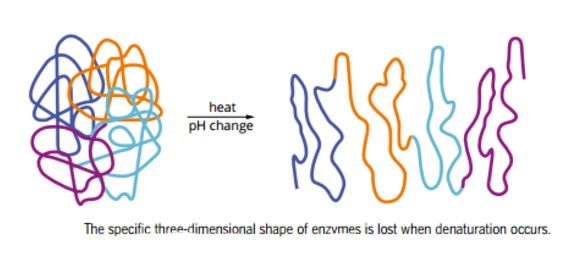 heat
pH change
The specific three-dimensional shape of enzymes is lost when denaturation occurs.